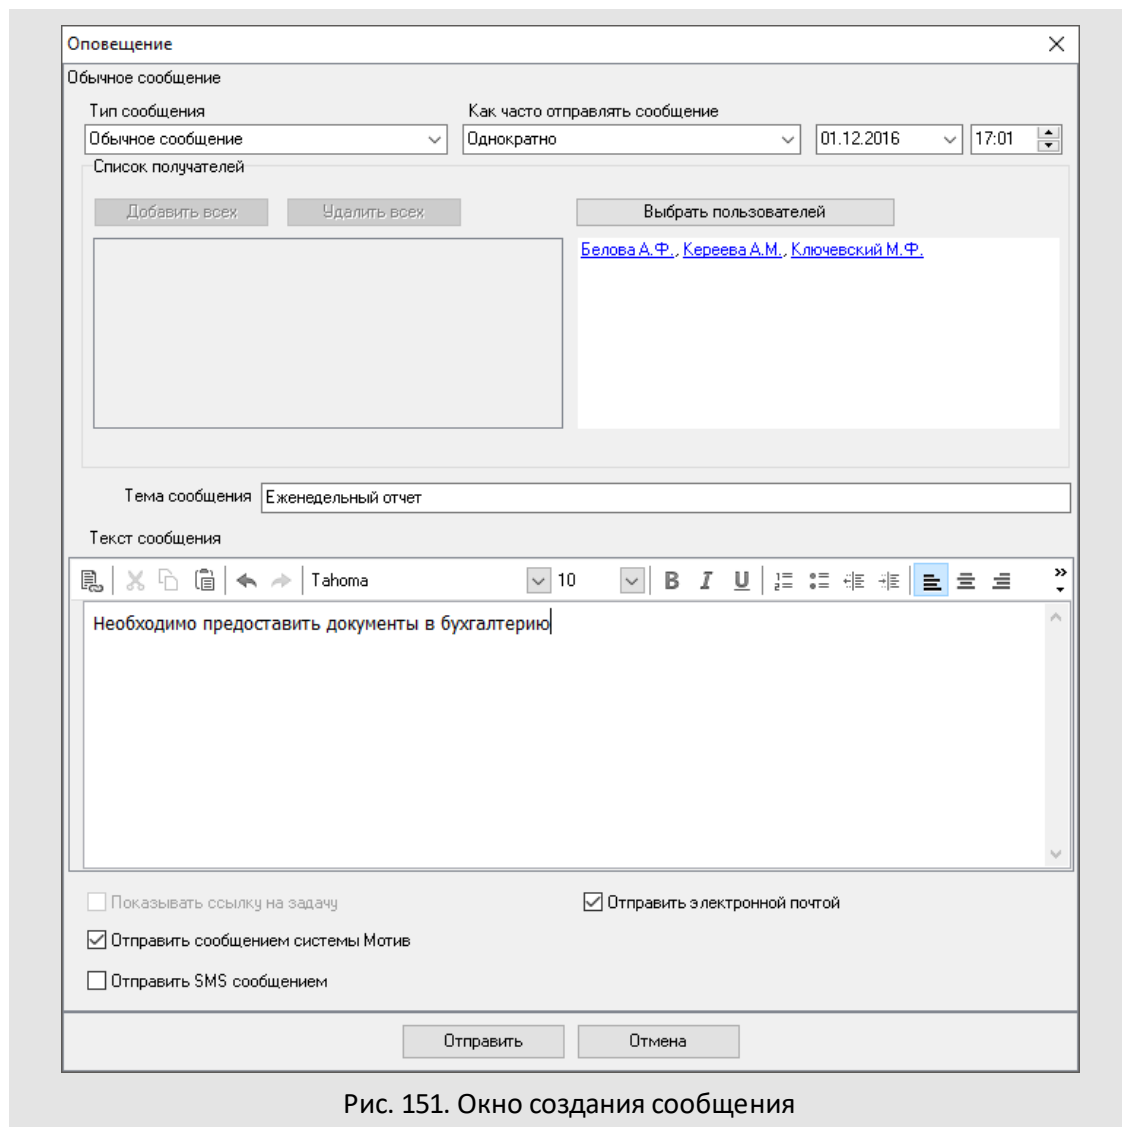 Оповещение
Обычное сообщение
Тип сообщения Как часто отправлять сообщение
Обычное сообщение Однократно 01.12.2016 17:01
Список получателей
Добавить всех Удалить всех Выбрать пользователей
Белова А.Ф., Кереева А.М., Ключевский М.Ф.
Тема сообщения Еженедельный отчет
Текст сообщения
Tahoma 10 B I U
Необходимо предоставить документы в бухгалтерию
Показывать ссылку на задачу Отправить электронной почтой
Отправить сообщением системы Мотив
Отправить SMS сообщением
Отправить Отмена
Рис. 151. Окно создания сообщения